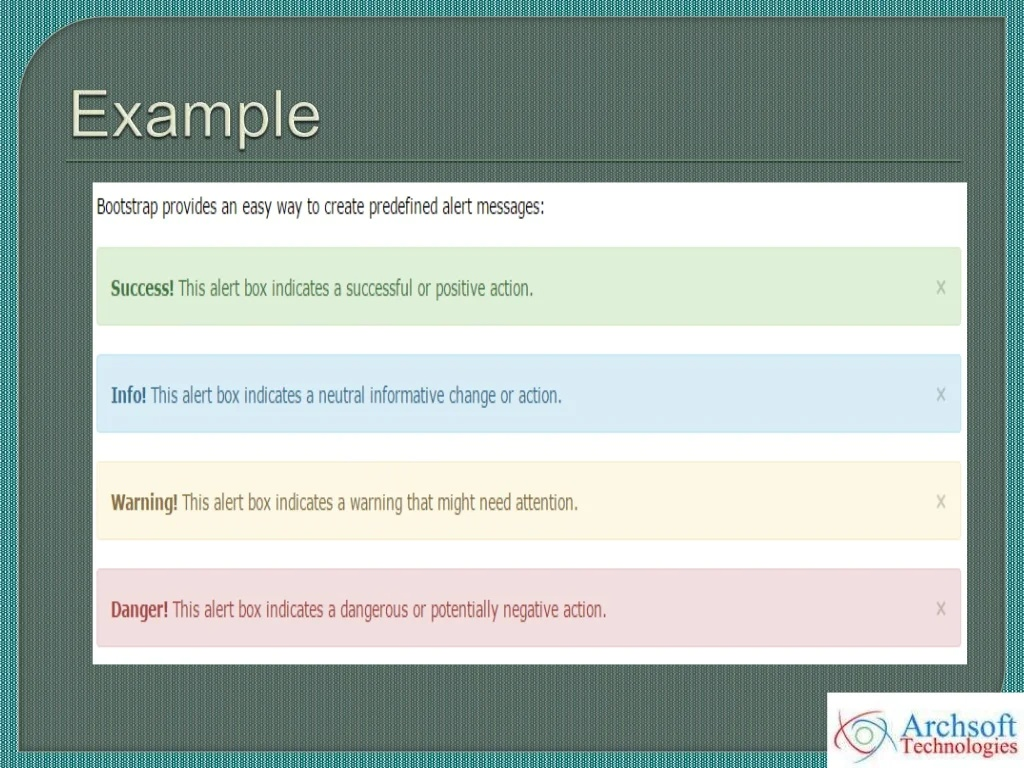 Example
Bootstrap provides an easy way to create predefined alert messages:
Success! This alert box indicates a successful or positive action. x
Info! This alert box indicates a neutral informative change or action. x
Warning! This alert box indicates a warning that might need attention. x
Danger! This alert box indicates a dangerous or potentially negative action. x
Archsoft
Technologies